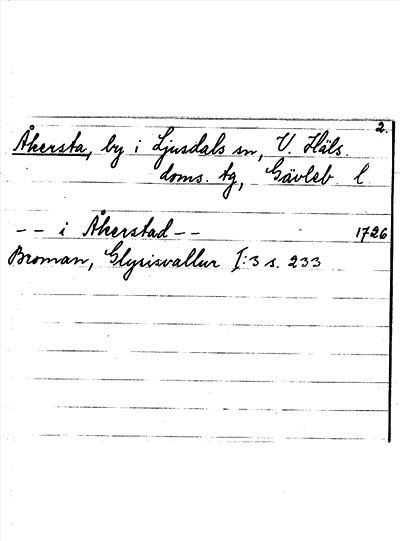 2.
Åkersta, by i Ljusdals sn, V. Häls.
doms. tg, Gävleb. l
-- i Åkerstad -- 1726
Broman, Glysisvallur I:3 s. 233